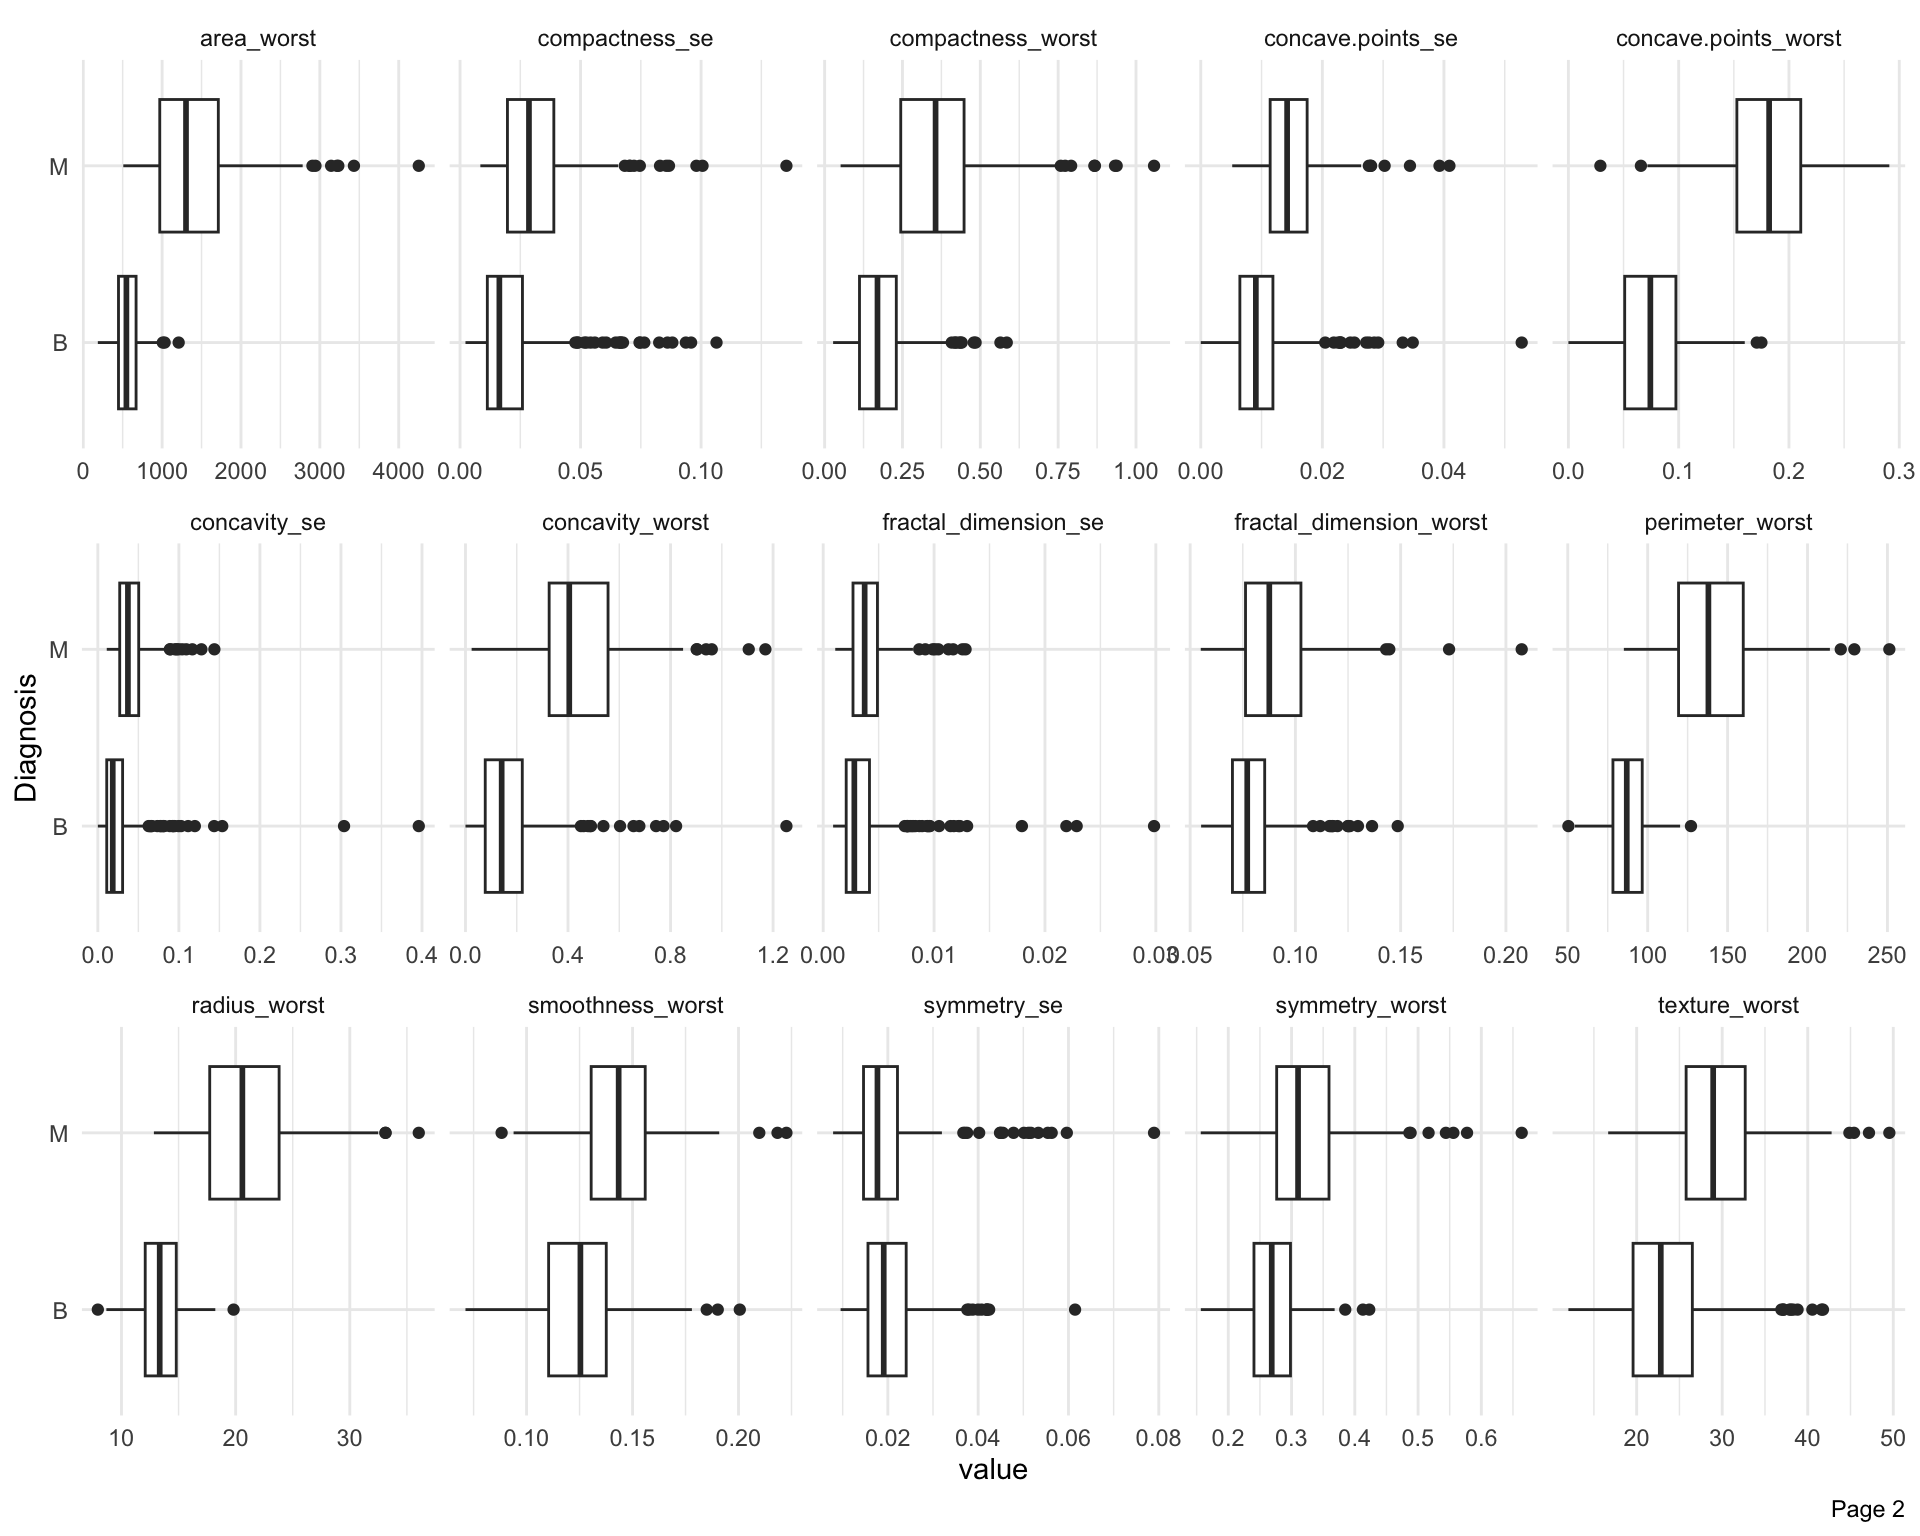 area_worst compactness_se compactness_worst concave.points_se concave.points_worst
M
B
0 1000 2000 3000 4000 0.00 0.05 0.10 0.00 0.25 0.50 0.75 1.00 0.00 0.02 0.04 0.0 0.1 0.2 0.3
concavity_se concavity_worst fractal_dimension_se fractal_dimension_worst perimeter_worst
M
Diagnosis
B
0.0 0.1 0.2 0.3 0.4 0.0 0.4 0.8 1.2 0.00 0.01 0.02 0.03 0.05 0.10 0.15 0.20 50 100 150 200 250
radius_worst smoothness_worst symmetry_se symmetry_worst texture_worst
M
B
10 20 30 0.10 0.15 0.20 0.02 0.04 0.06 0.08 0.2 0.3 0.4 0.5 0.6 20 30 40 50
value
Page 2